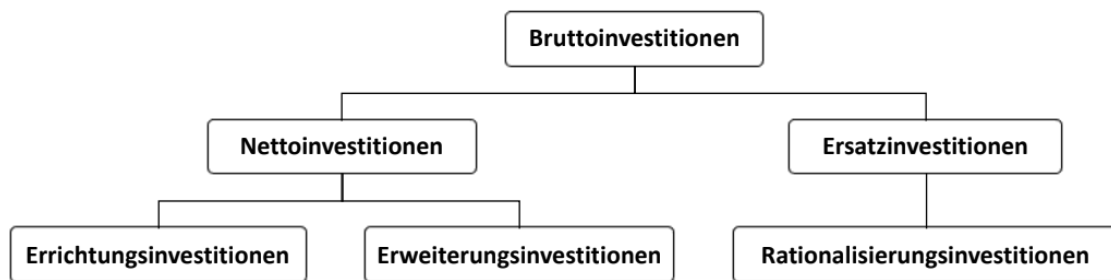 Bruttoinvestitionen
Nettoinvestitionen
Ersatzinvestitionen
Errichtungsinvestitionen
Erweiterungsinvestitionen
Rationalisierungsinvestitionen